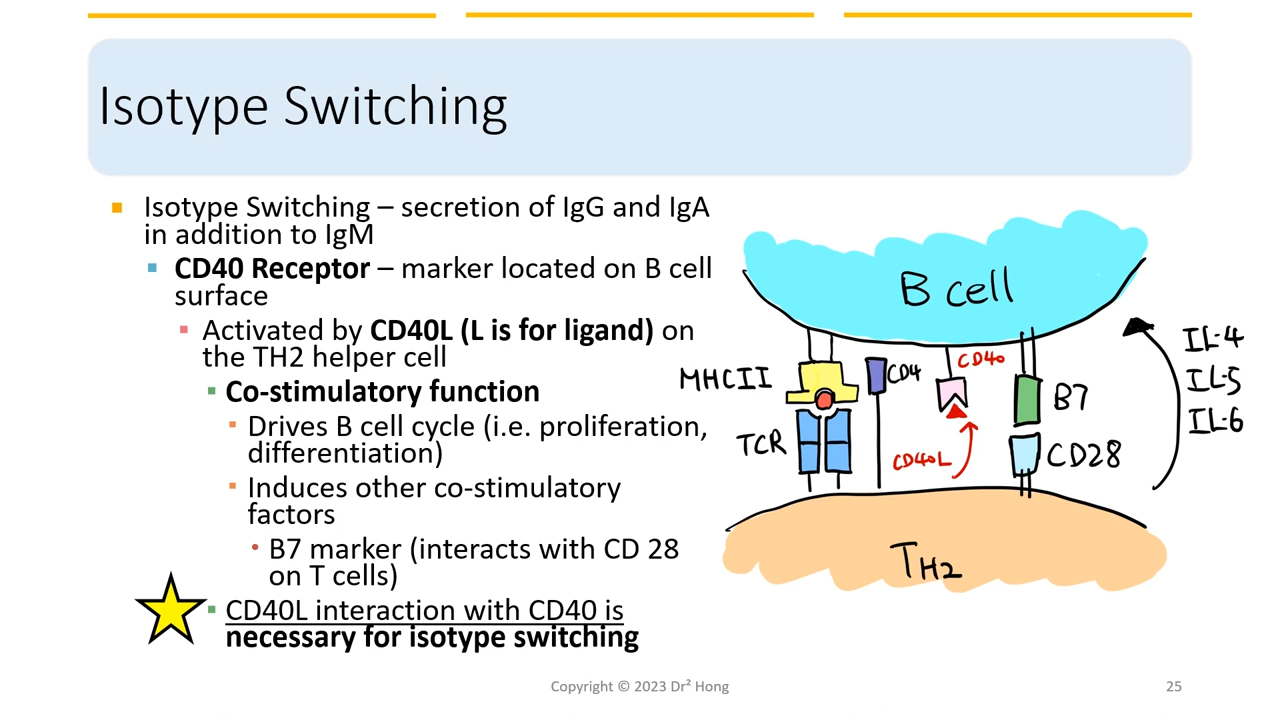 Isotype Switching
Isotype Switching – secretion of IgG and IgA
in addition to IgM
CD40 Receptor – marker located on B cell
surface
Activated by CD40L (L is for ligand) on
the TH2 helper cell
Co-stimulatory function
Drives B cell cycle (i.e. proliferation,
differentiation)
Induces other co-stimulatory
factors
B7 marker (interacts with CD 28
on T cells)
CD40L interaction with CD40 is
necessary for isotype switching
B cell
MHCII
CD4
CD40
B7
TCR
CD40L
CD28
IL-4
IL-5
IL-6
TH2
Copyright © 2023 Dr² Hong
25